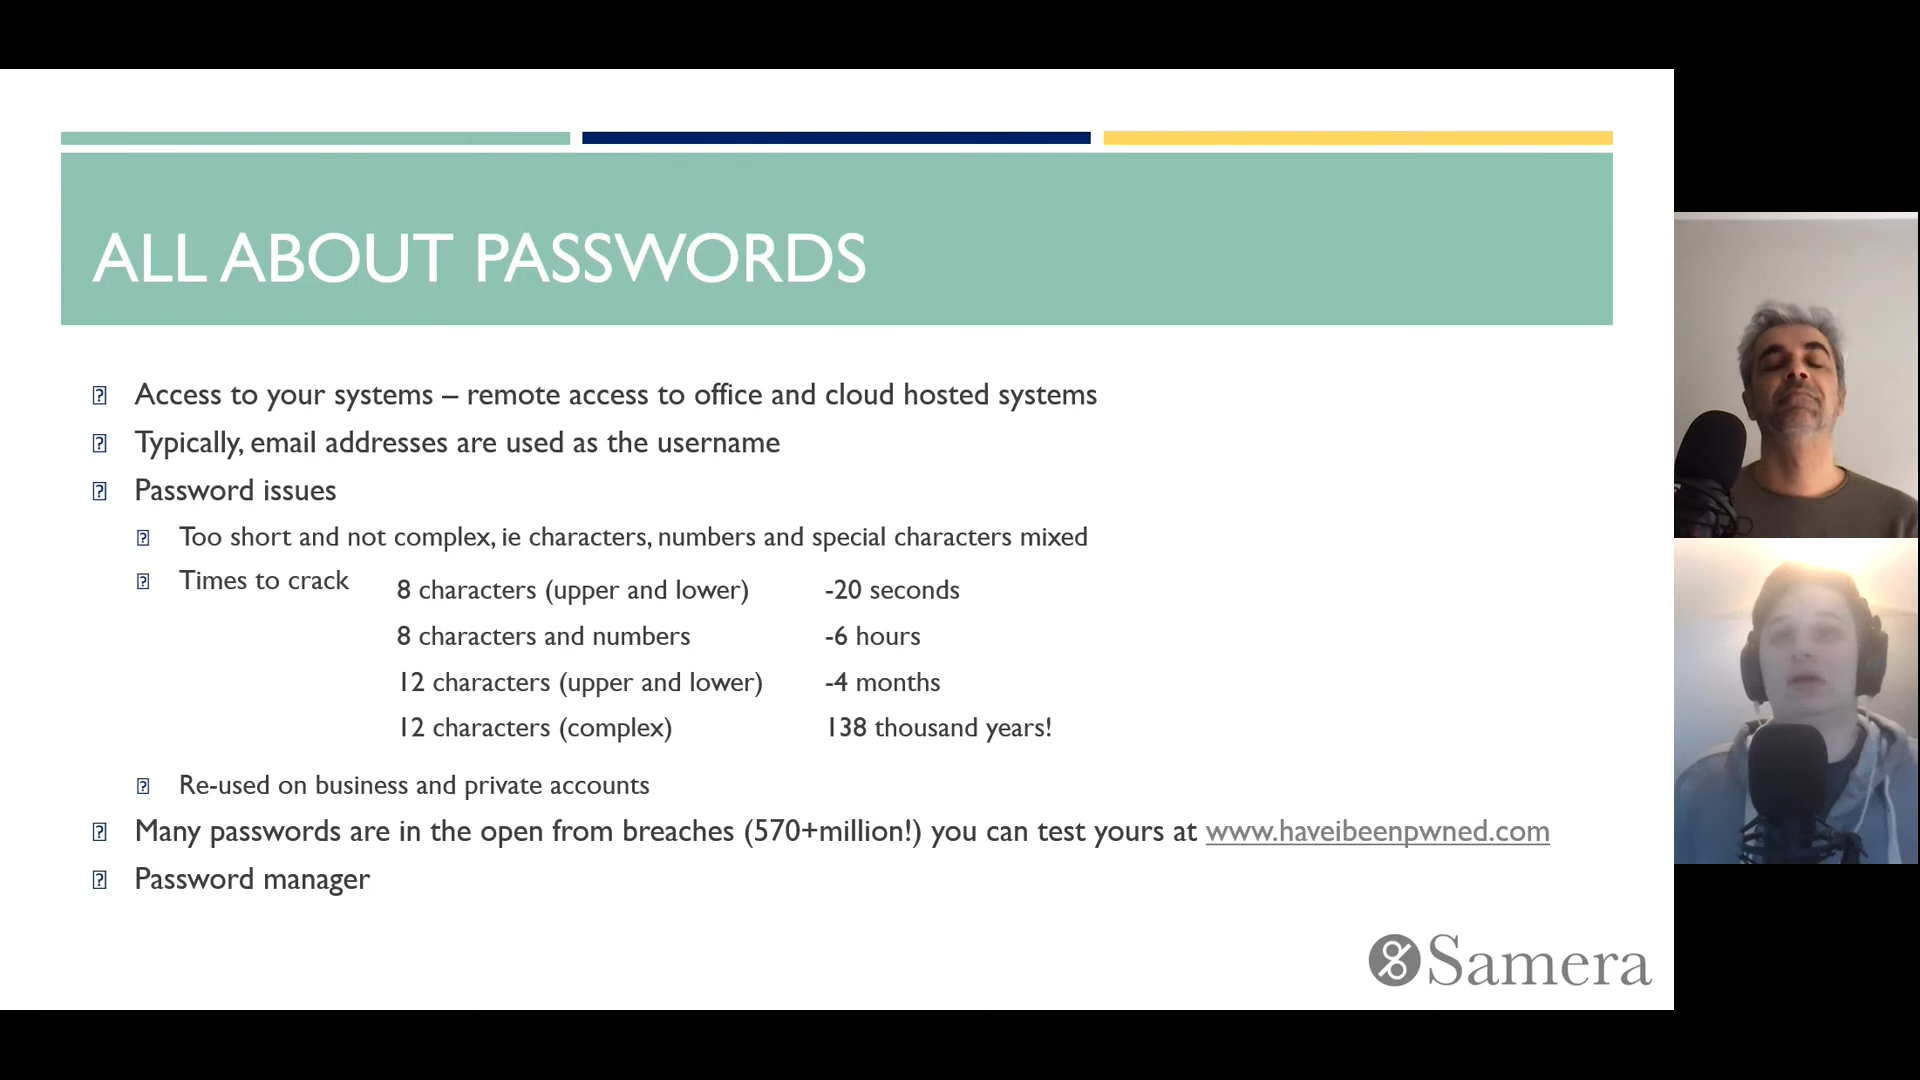 ALL ABOUT PASSWORDS
Access to your systems – remote access to office and cloud hosted systems
Typically, email addresses are used as the username
Password issues
Too short and not complex, ie characters, numbers and special characters mixed
Times to crack
8 characters (upper and lower) -20 seconds
8 characters and numbers -6 hours
12 characters (upper and lower) -4 months
12 characters (complex) 138 thousand years!
Re-used on business and private accounts
Many passwords are in the open from breaches (570+million!) you can test yours at www.haveibeenpwned.com
Password manager
Samera